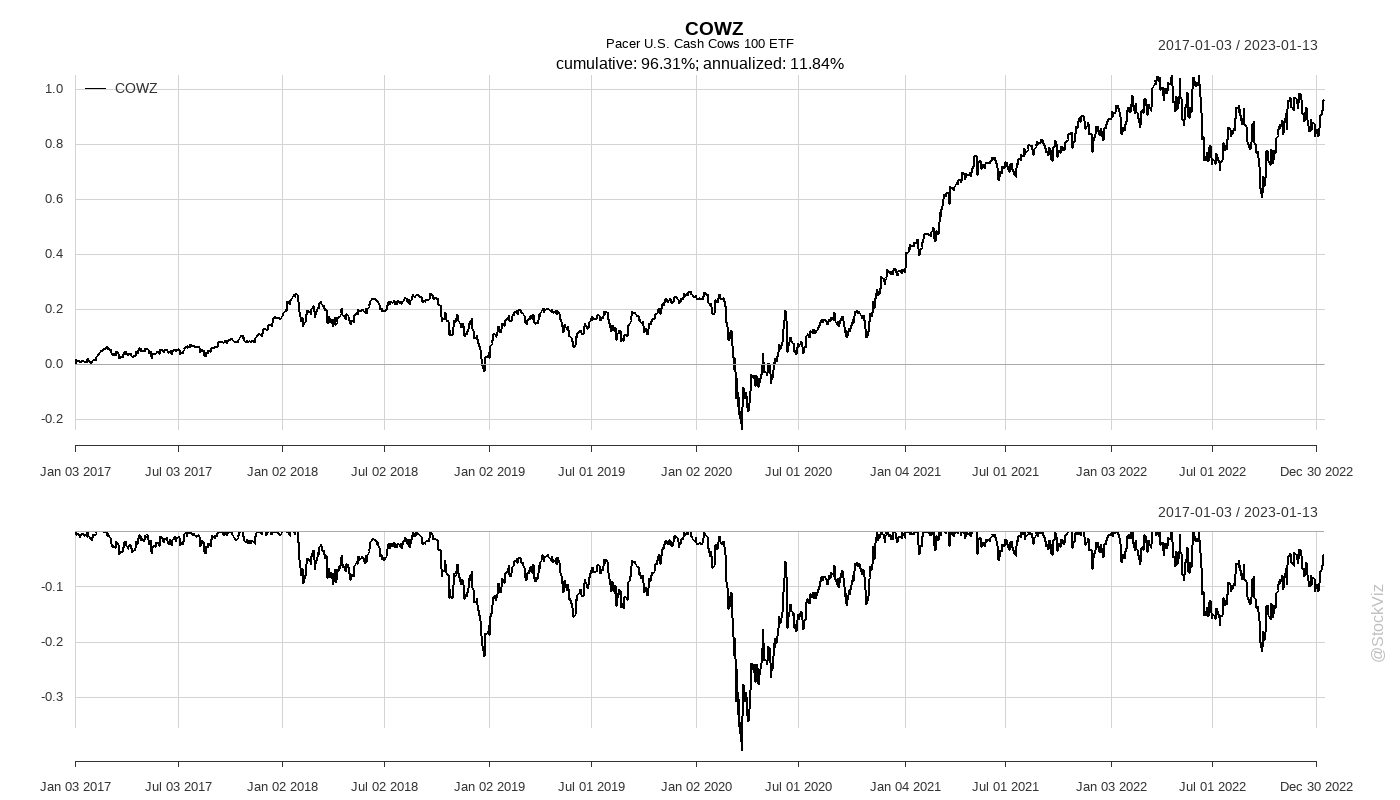 COWZ
Pacer U.S. Cash Cows 100 ETF
2017-01-03 / 2023-01-13
cumulative: 96.31%; annualized: 11.84%
COWZ
1.0
0.8
0.6
0.4
0.2
0.0
-0.2
Jan 03 2017 Jul 03 2017 Jan 02 2018 Jul 02 2018 Jan 02 2019 Jul 01 2019 Jan 02 2020 Jul 01 2020 Jan 04 2021 Jul 01 2021 Jan 03 2022 Jul 01 2022 Dec 30 2022
2017-01-03 / 2023-01-13
-0.1
-0.2
-0.3
Jan 03 2017 Jul 03 2017 Jan 02 2018 Jul 02 2018 Jan 02 2019 Jul 01 2019 Jan 02 2020 Jul 01 2020 Jan 04 2021 Jul 01 2021 Jan 03 2022 Jul 01 2022 Dec 30 2022
@StockViz